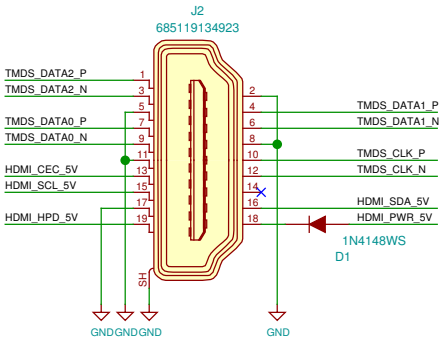 J2
685119134923
TMDS_DATA2_P
1
TMDS_DATA2_N
3
2
5
4
TMDS_DATA1_P
TMDS_DATA0_P
7
6
TMDS_DATA1_N
TMDS_DATA0_N
9
8
11
10
TMDS_CLK_P
HDMI_CEC_5V
13
12
TMDS_CLK_N
HDMI_SCL_5V
15
14
17
16
HDMI_SDA_5V
HDMI_HPD_5V
19
18
HDMI_PWR_5V
1N4148WS
D1
SH
GND
GND
GND
GND